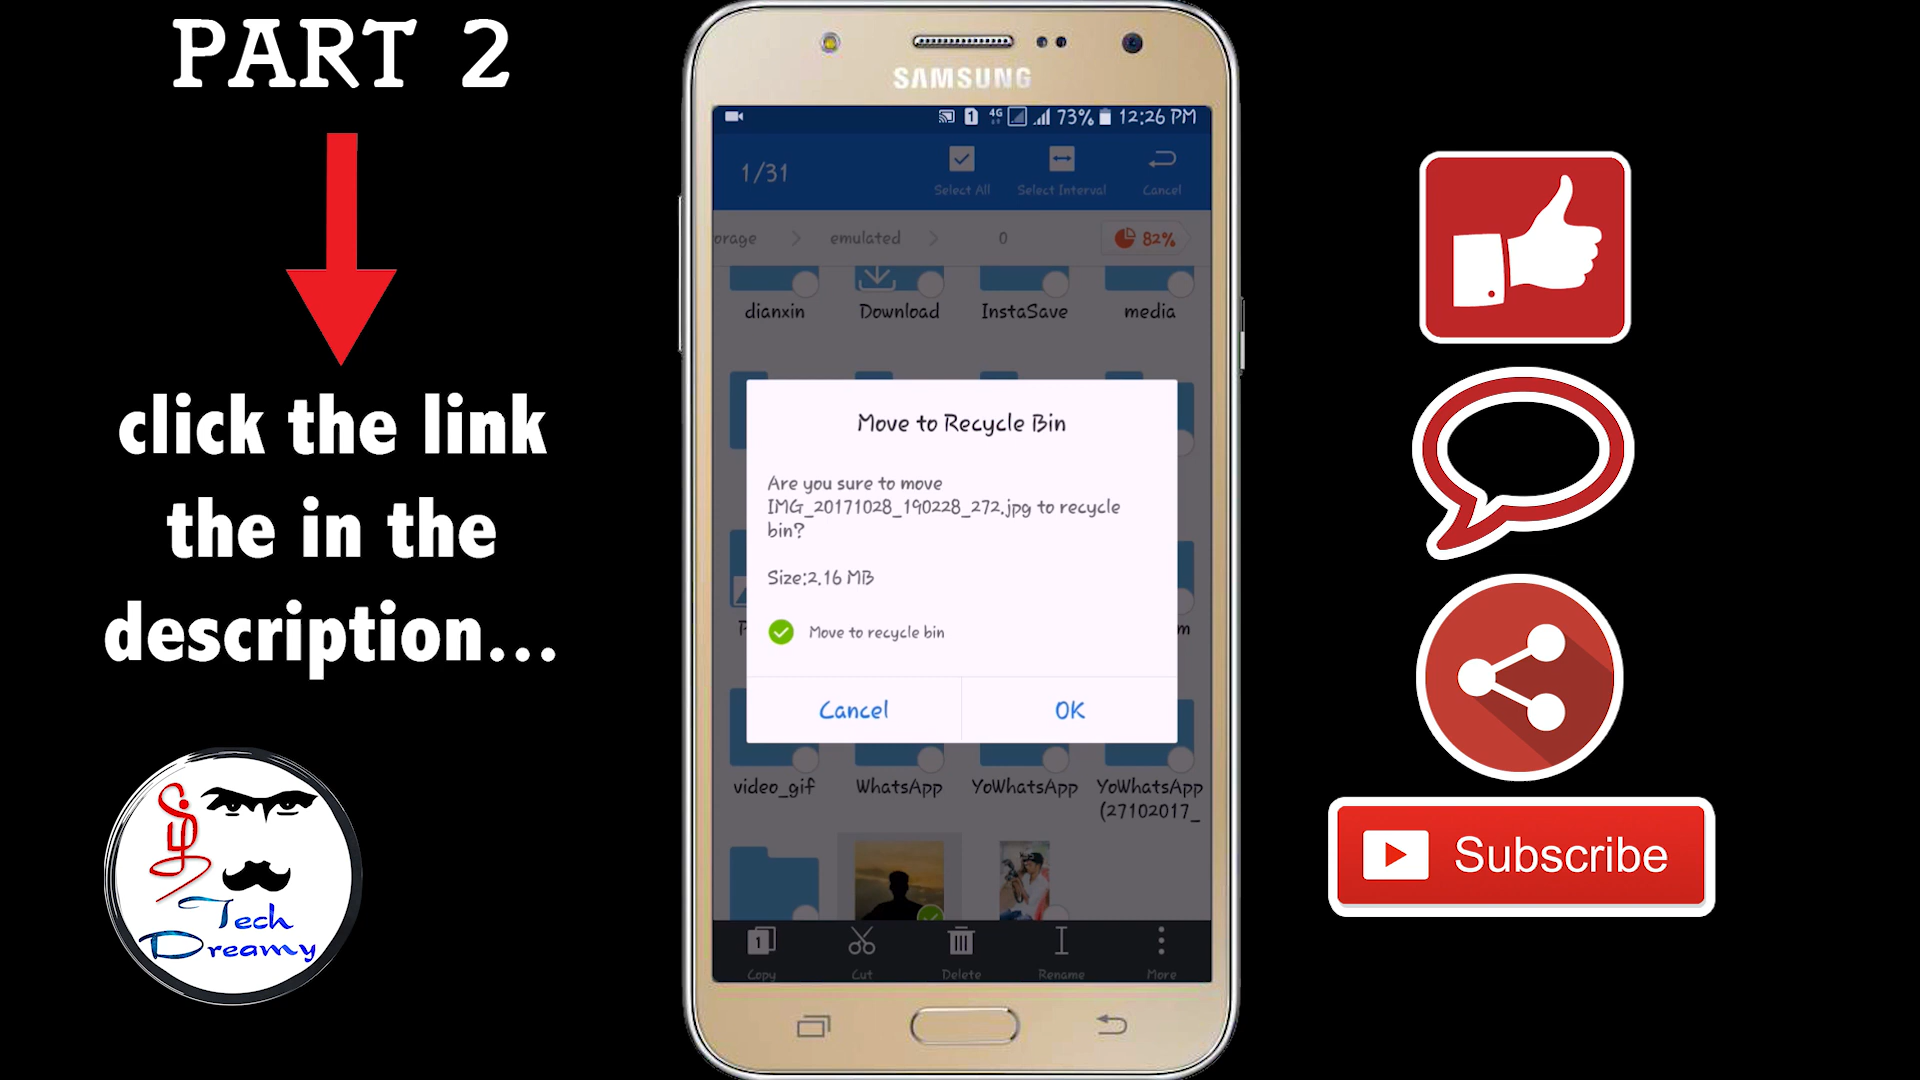 PART 2
click the link
the in the
description...
Tech
Dreamy
SAMSUNG
1 4G 73% 12:26 PM
1/31
Select All
Select Interval
Cancel
orage
emulated
0
82%
dianxin
Download
InstaSave
media
Move to Recycle Bin
Are you sure to move
IMG_20171028_190228_272.jpg to recycle
bin?
Size:2.16 MB
Move to recycle bin
Cancel
OK
video_gif
WhatsApp
YoWhatsApp
YoWhatsApp
(27102017_
1
Copy
Cut
Delete
Rename
More
Subscribe